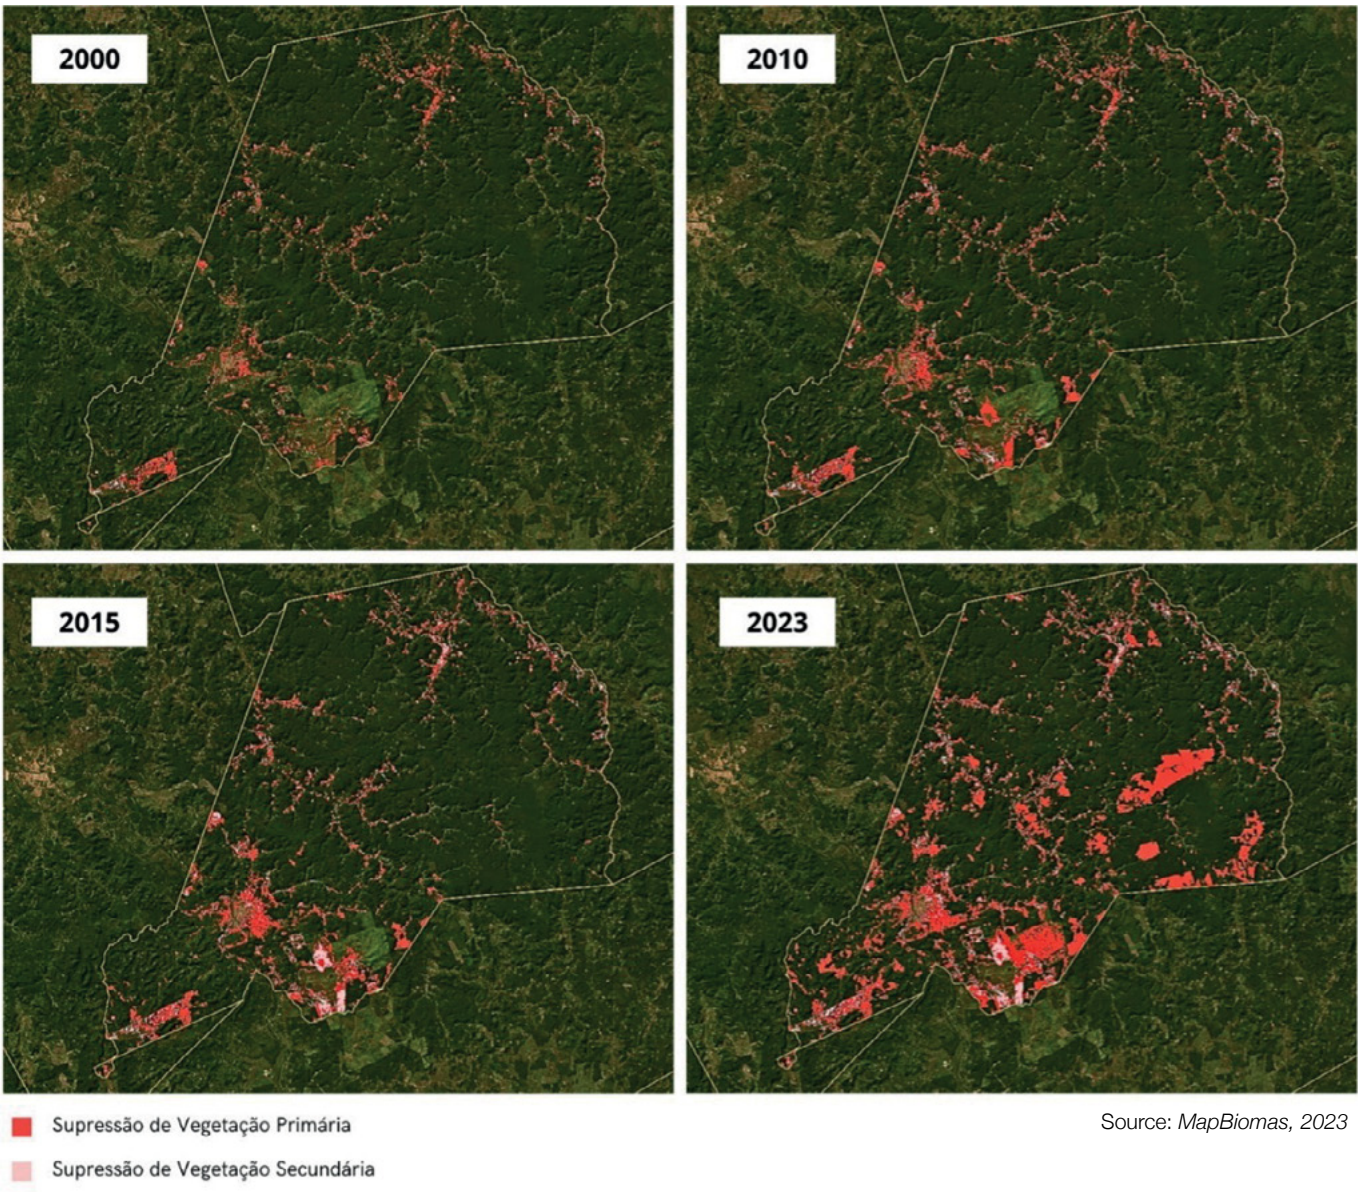 2000
2010
2015
2023
Supressão de Vegetação Primária
Supressão de Vegetação Secundária
Source: MapBiomas, 2023